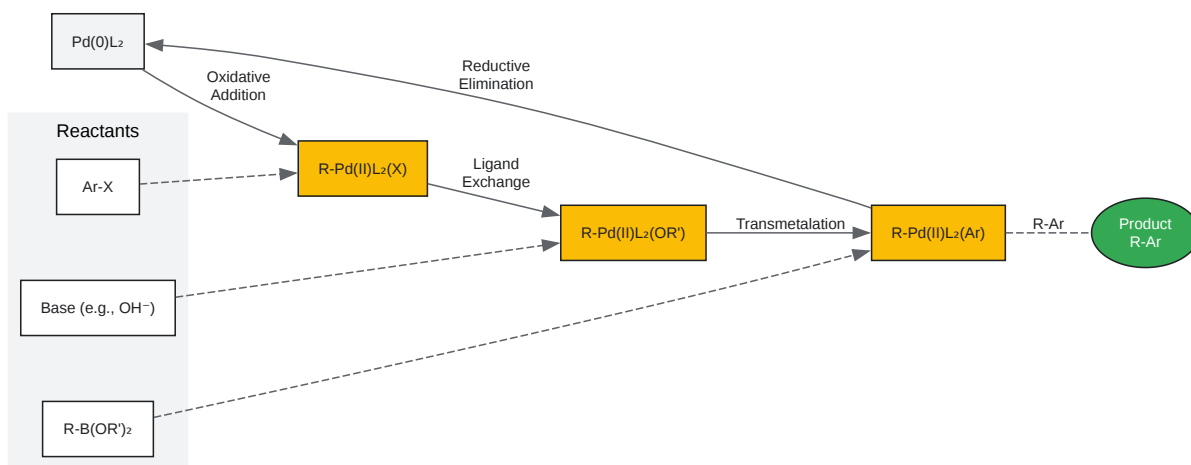 Pd(0)L₂
Oxidative
Addition
Reductive
Elimination
Reactants
Ar-X
R-Pd(II)L₂(X)
Ligand
Exchange
R-Pd(II)L₂(OR')
Transmetalation
R-Pd(II)L₂(Ar)
R-Ar
Product
R-Ar
Base (e.g., OH⁻)
R-B(OR')₂